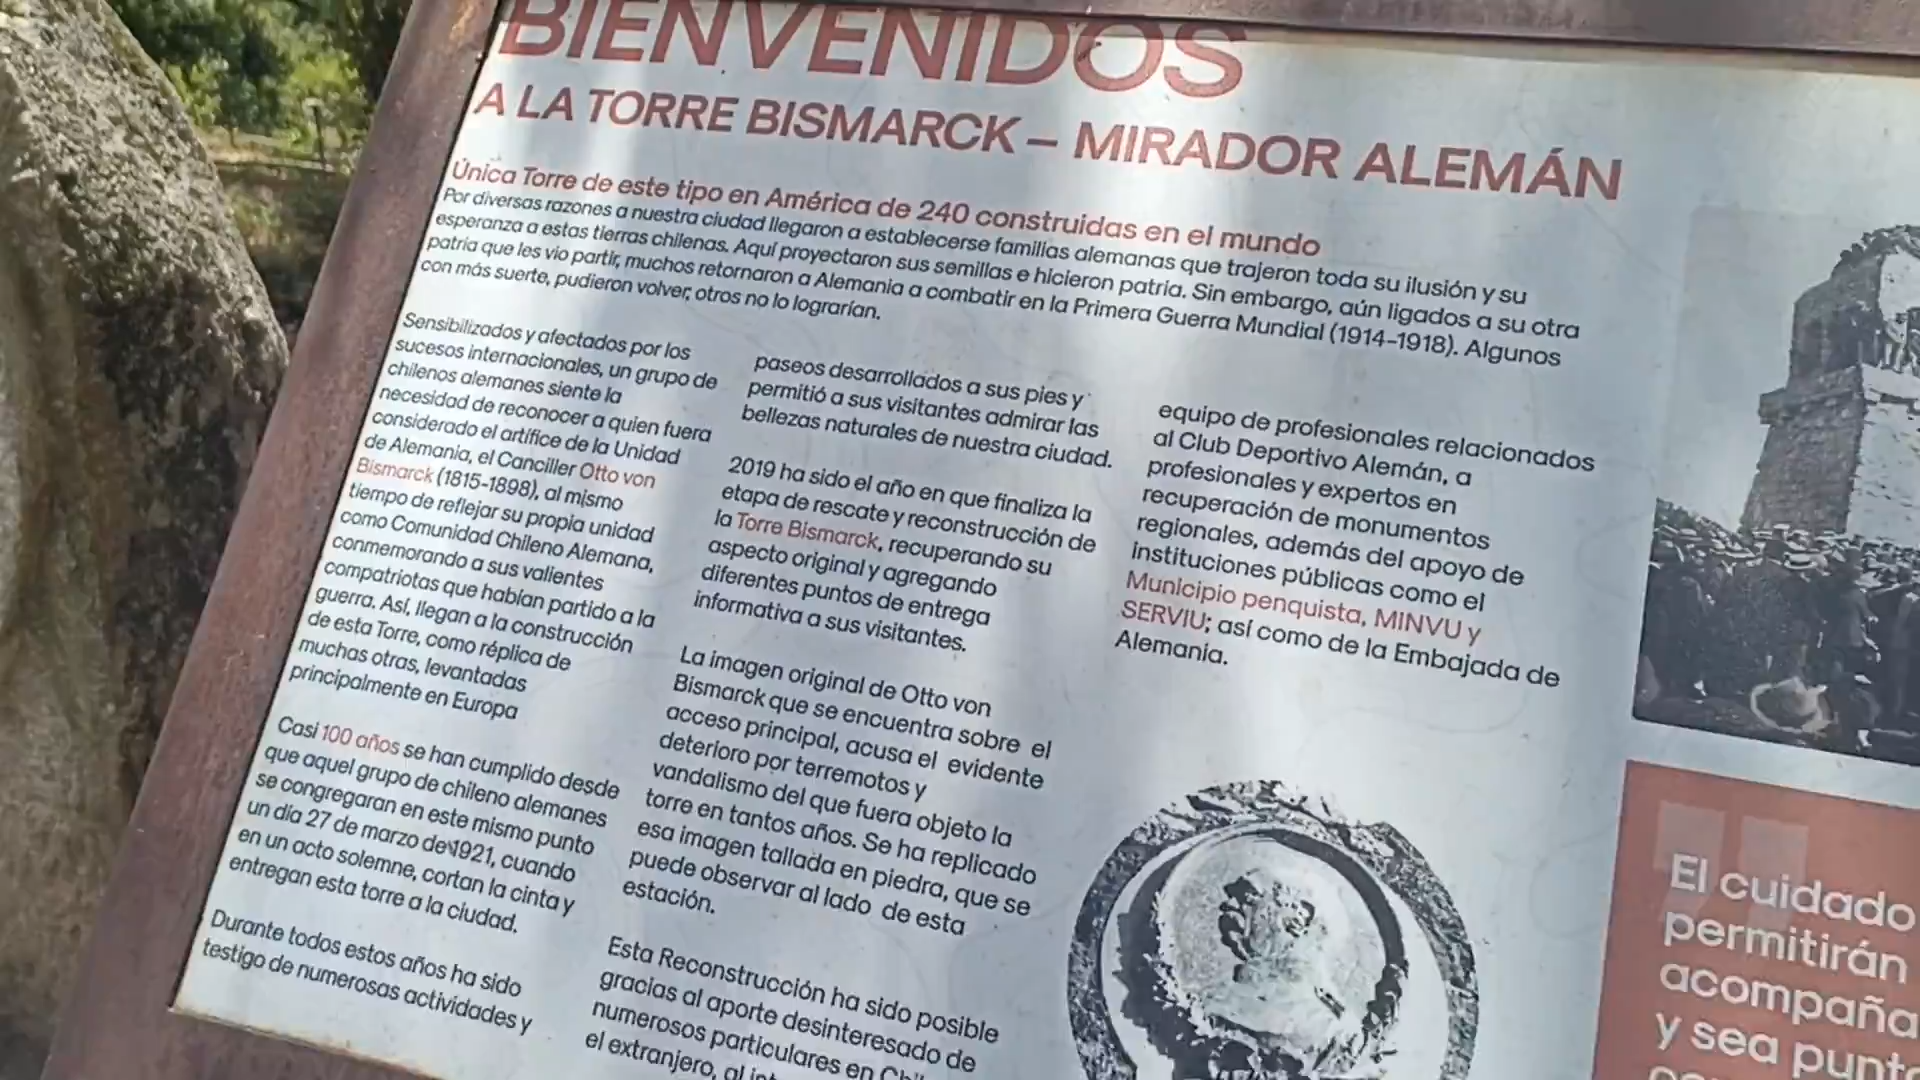 BIENVENIDOS
A LA TORRE BISMARCK – MIRADOR ALEMÁN
Única Torre de este tipo en América de 240 construidas en el mundo
Por diversas razones a nuestra ciudad llegaron a establecerse familias alemanas que trajeron toda su ilusión y su
esperanza a estas tierras chilenas. Aquí proyectaron sus semillas e hicieron patria. Sin embargo, aún ligados a su otra
patria que les vio partir, muchos retornaron a Alemania a combatir en la Primera Guerra Mundial (1914-1918). Algunos
con más suerte, pudieron volver; otros no lo lograrían.
Sensibilizados y afectados por los
sucesos internacionales, un grupo de
chilenos alemanes siente la
necesidad de reconocer a quien fuera
considerado el artífice de la Unidad
de Alemania, el Canciller Otto von
Bismarck (1815-1898), al mismo
tiempo de reflejar su propia unidad
como Comunidad Chileno Alemana,
conmemorando a sus valientes
compatriotas que habían partido a la
guerra. Así, llegan a la construcción
de esta Torre, como réplica de
muchas otras, levantadas
principalmente en Europa
Casi 100 años se han cumplido desde
que aquel grupo de chileno alemanes
se congregaran en este mismo punto
un día 27 de marzo de 1921, cuando
en un acto solemne, cortan la cinta y
entregan esta torre a la ciudad.
Durante todos estos años ha sido
testigo de numerosas actividades y
paseos desarrollados a sus pies y
permitió a sus visitantes admirar las
bellezas naturales de nuestra ciudad.
2019 ha sido el año en que finaliza la
etapa de rescate y reconstrucción de
la Torre Bismarck, recuperando su
aspecto original y agregando
diferentes puntos de entrega
informativa a sus visitantes.
La imagen original de Otto von
Bismarck que se encuentra sobre el
acceso principal, acusa el evidente
deterioro por terremotos y
vandalismo del que fuera objeto la
torre en tantos años. Se ha replicado
esa imagen tallada en piedra, que se
puede observar al lado de esta
estación.
Esta Reconstrucción ha sido posible
gracias al aporte desinteresado de
numerosos particulares en
el extranjero, al
equipo de profesionales relacionados
al Club Deportivo Alemán, a
profesionales y expertos en
recuperación de monumentos
regionales, además del apoyo de
instituciones públicas como el
Municipio penquista, MINVU y
SERVIU; así como de la Embajada de
Alemania.
El cuidado
permitirán
acompaña
y sea punto